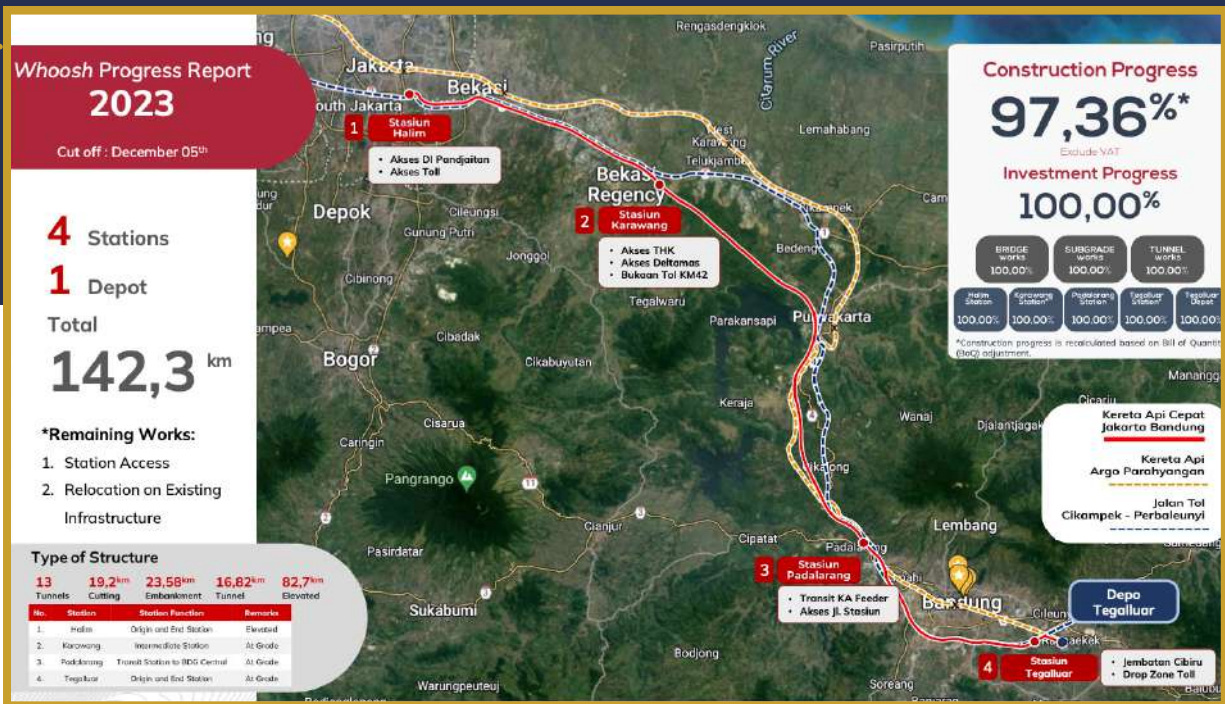 Whoosh Progress Report
2023
Cut off : December 05th
4 Stations
1 Depot
Total
142,3 km
*Remaining Works:
1. Station Access
2. Relocation on Existing
Infrastructure
Type of Structure
13 19,2km 23,58km 16,82km 82,7km
Tunnels Cutting Embankment Tunnel Elevated
No. Station Station Function Remarks
1. Halim Origin and End Station Elevated
2. Karawang Intermediate Station At Grade
3. Padalarang Transit Station to BDG Central At Grade
4. Tegalluar Origin and End Station At Grade
Rengasdengklok
Pasirputih
Citarum River
Jakarta
Bekasi
South Jakarta
1 Stasiun
Halim
• Akses DI Pandjaitan
• Akses Toll
West
Karawang
Lemahabang
Telukjambe
Bekasi
Regency
2 Stasiun
Karawang
• Akses THK
• Akses Deltamas
• Bukaan Tol KM42
Depok
Cileungsi
Gunung Putri
Jonggol
Cibinong
Cikampek
Bedeng
Tegalwaru
Parakansapi
Purwakarta
Cibadak
Bogor
Cikabuyutan
Cisarua
Keraja
Wanaj
Djalantjagak
Caringin
Pangrango
Cikalong
11
Cianjur
Cipatat
Lembang
Pasirdatar
Padalarang
3 Stasiun
Padalarang
• Transit KA Feeder
• Akses Jl. Stasiun
Bandung
Depo
Tegalluar
Sukabumi
Bodjong
4 Stasiun
Tegalluar
• Jembatan Cibiru
• Drop Zone Toll
Soreang
Warungpeuteuj
Construction Progress
97,36%*
Exclude VAT
Investment Progress
100,00%
BRIDGE works 100,00%
SUBGRADE works 100,00%
TUNNEL works 100,00%
Halim Station 100,00%
Karawang Station* 100,00%
Padalarang Station 100,00%
Tegalluar Station* 100,00%
Tegalluar Depot 100,00%
*Construction progress is recalculated based on Bill of Quantit
(BoQ) adjustment.
Kereta Api Cepat
Jakarta Bandung
Kereta Api
Argo Parahyangan
Jalan Tol
Cikampek - Perbaleunyi